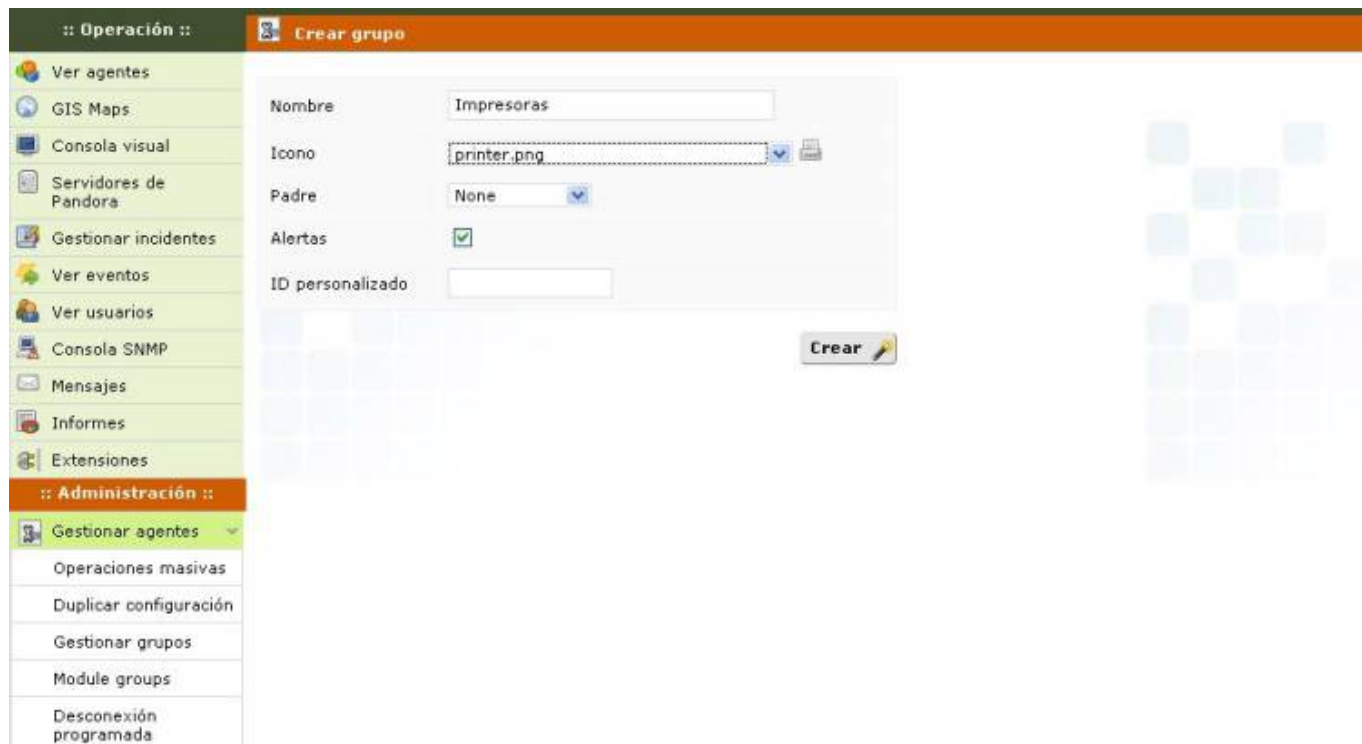 :: Operación ::
Crear grupo
Ver agentes
GIS Maps
Consola visual
Servidores de
Pandora
Gestionar incidentes
Ver eventos
Ver usuarios
Consola SNMP
Mensajes
Informes
Extensiones
:: Administración ::
Gestionar agentes
Operaciones masivas
Duplicar configuración
Gestionar grupos
Module groups
Desconexión
programada
Nombre Impresoras
Icono printer.png
Padre None
Alertas
ID personalizado
Crear